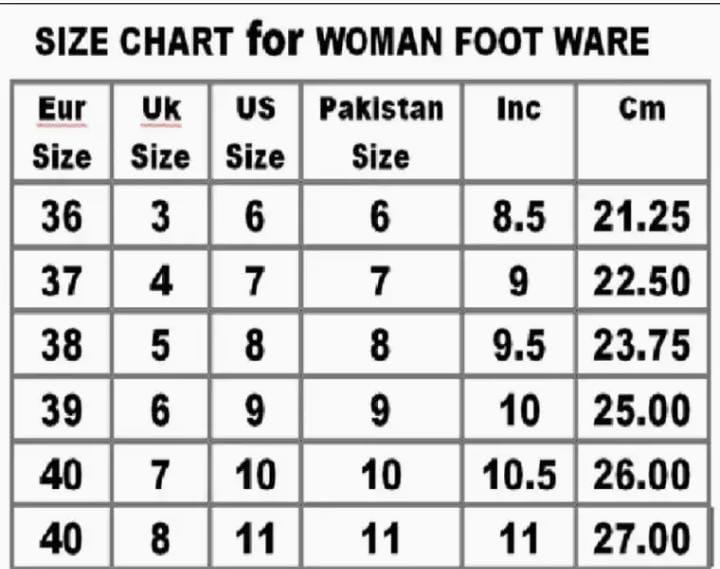 SIZE CHART for WOMAN FOOT WARE
Eur Size Uk Size US Size Pakistan Size Inc Cm
36 3 6 6 8.5 21.25
37 4 7 7 9 22.50
38 5 8 8 9.5 23.75
39 6 9 9 10 25.00
40 7 10 10 10.5 26.00
40 8 11 11 11 27.00